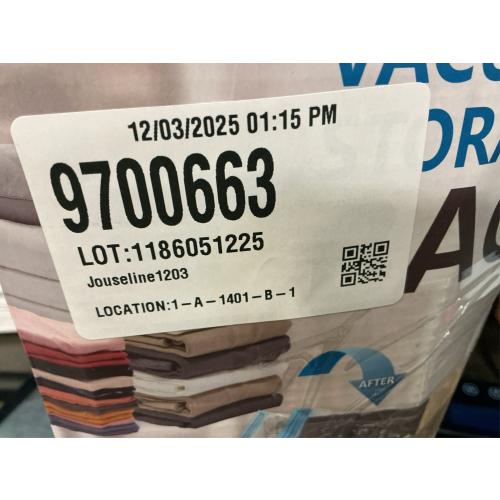 12/03/2025 01:15 PM
9700663
LOT:1186051225
Jouseline1203
LOCATION:1-A-1401-B-1
AFTER